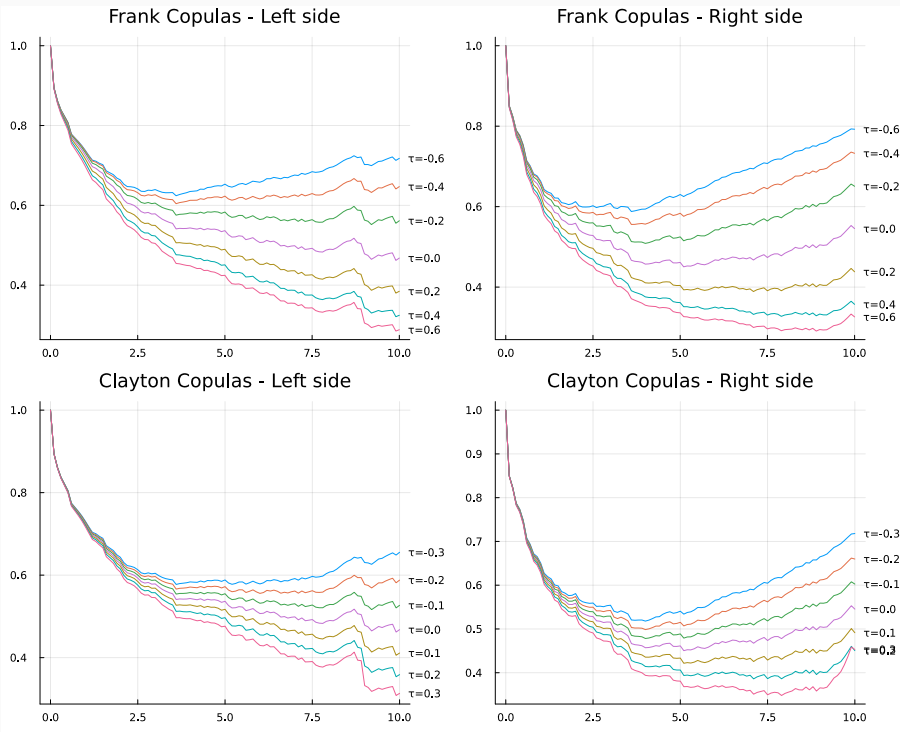 Frank Copulas - Left side
1.0
0.8
0.6
0.4
0.0 2.5 5.0 7.5 10.0
τ=-0.6
τ=-0.4
τ=-0.2
τ=0.0
τ=0.2
τ=0.4
τ=0.6
Frank Copulas - Right side
1.0
0.8
0.6
0.4
0.0 2.5 5.0 7.5 10.0
τ=-0.6
τ=-0.4
τ=-0.2
τ=0.0
τ=0.2
τ=0.4
τ=0.6
Clayton Copulas - Left side
1.0
0.8
0.6
0.4
0.0 2.5 5.0 7.5 10.0
τ=-0.3
τ=-0.2
τ=-0.1
τ=0.0
τ=0.1
τ=0.2
τ=0.3
Clayton Copulas - Right side
1.0
0.9
0.8
0.7
0.6
0.5
0.4
0.0 2.5 5.0 7.5 10.0
τ=-0.3
τ=-0.2
τ=-0.1
τ=0.0
τ=0.1